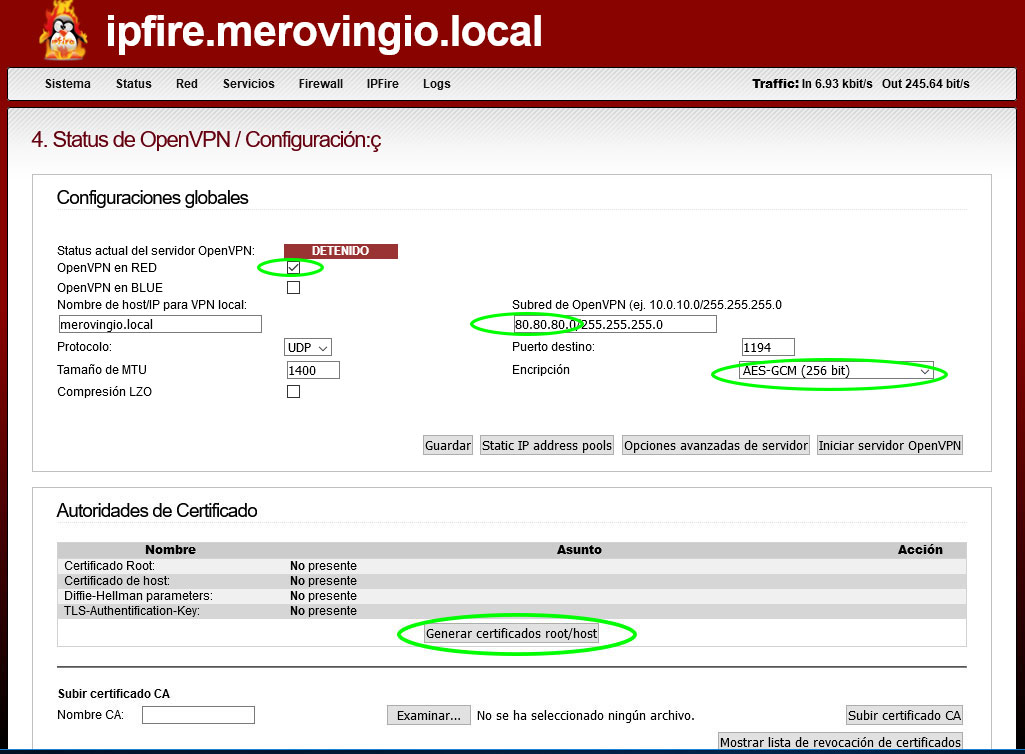 ipfire.merovingio.local
Sistema Status Red Servicios Firewall IPFire Logs Traffic: In 6.93 kbit/s Out 245.64 bit/s
4. Status de OpenVPN / Configuración:ç
Configuraciones globales
Status actual del servidor OpenVPN: DETENIDO
OpenVPN en RED
OpenVPN en BLUE
Nombre de host/IP para VPN local: Subred de OpenVPN (ej. 10.0.10.0/255.255.255.0
merovingio.local 80.80.80.0/255.255.255.0
Protocolo: UDP Puerto destino: 1194
Tamaño de MTU 1400 Encripción AES-GCM (256 bit)
Compresión LZO
Guardar Static IP address pools Opciones avanzadas de servidor Iniciar servidor OpenVPN
Autoridades de Certificado
Nombre Asunto Acción
Certificado Root: No presente
Certificado de host: No presente
Diffie-Hellman parameters: No presente
TLS-Authentification-Key: No presente
Generar certificados root/host
Subir certificado CA
Nombre CA: Examinar... No se ha seleccionado ningún archivo. Subir certificado CA
Mostrar lista de revocación de certificados